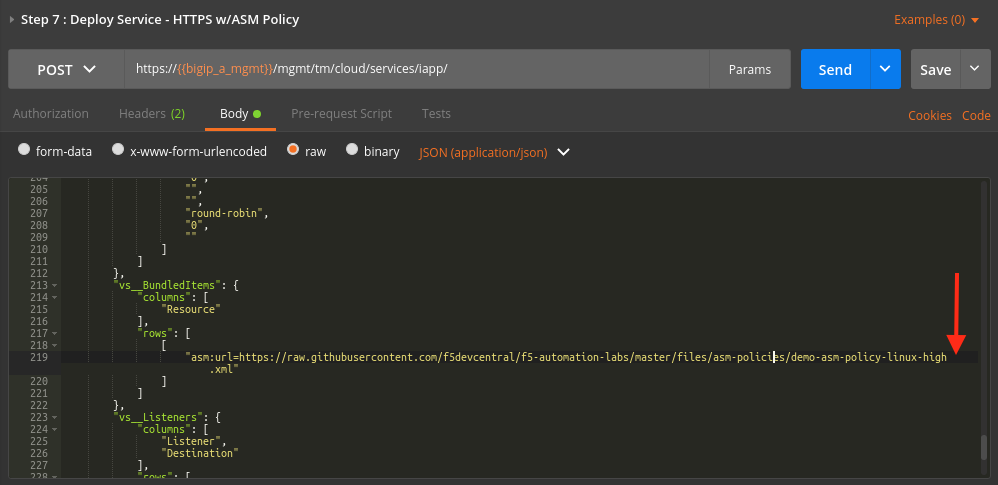 Step 7 : Deploy Service - HTTPS w/ASM Policy
Examples (0)
POST
https://{{bigip_a_mgmt}}/mgmt/tm/cloud/services/iapp/
Params
Send
Save
Authorization
Headers (2)
Body
Pre-request Script
Tests
Cookies
Code
form-data
x-www-form-urlencoded
raw
binary
JSON (application/json)
204 "0",
205 "",
206 "",
207 "round-robin",
208 "0",
209 ""
210 ]
211 ]
212 },
213 "vs__BundledItems": {
214 "columns": [
215 "Resource"
216 ],
217 "rows": [
218 [
219 "asm:url=https://raw.githubusercontent.com/f5devcentral/f5-automation-labs/master/files/asm-policies/demo-asm-policy-linux-high
.xml"
220 ]
221 ]
222 },
223 "vs__Listeners": {
224 "columns": [
225 "Listener",
226 "Destination"
227 ],
228 "rows": [